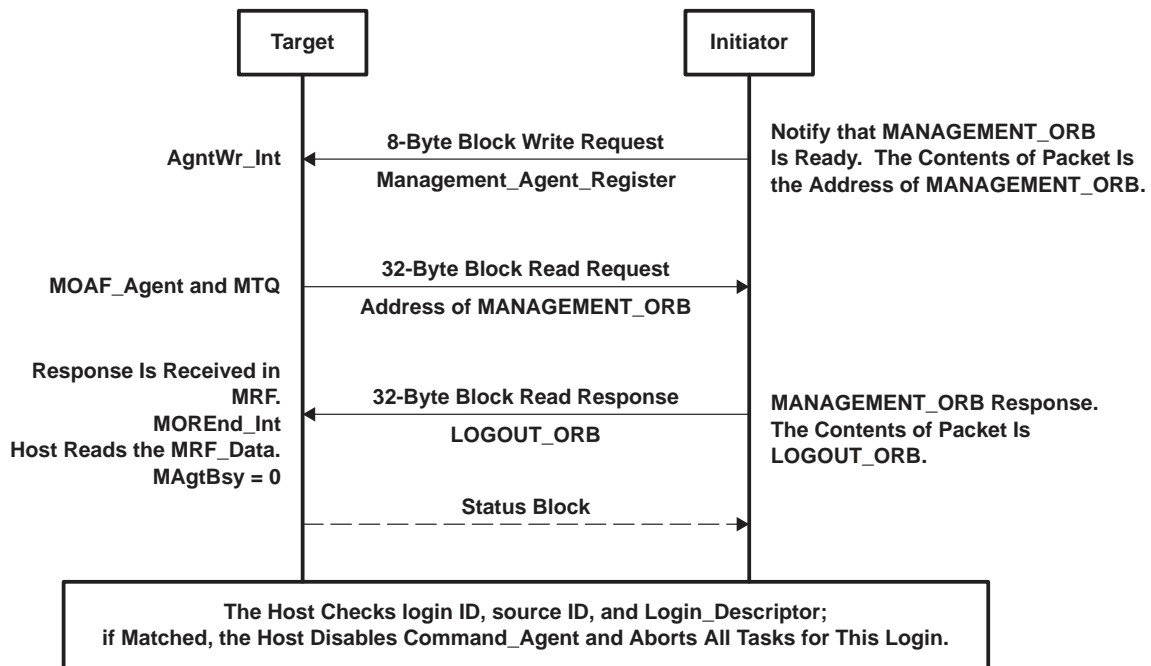 Target
Initiator
AgntWr_Int
8-Byte Block Write Request
Management_Agent_Register
Notify that MANAGEMENT_ORB
Is Ready. The Contents of Packet Is
the Address of MANAGEMENT_ORB.
MOAF_Agent and MTQ
32-Byte Block Read Request
Address of MANAGEMENT_ORB
Response Is Received in
MRF.
MOREnd_Int
Host Reads the MRF_Data.
MAgtBsy = 0
32-Byte Block Read Response
LOGOUT_ORB
MANAGEMENT_ORB Response.
The Contents of Packet Is
LOGOUT_ORB.
Status Block
The Host Checks login ID, source ID, and Login_Descriptor;
if Matched, the Host Disables Command_Agent and Aborts All Tasks for This Login.